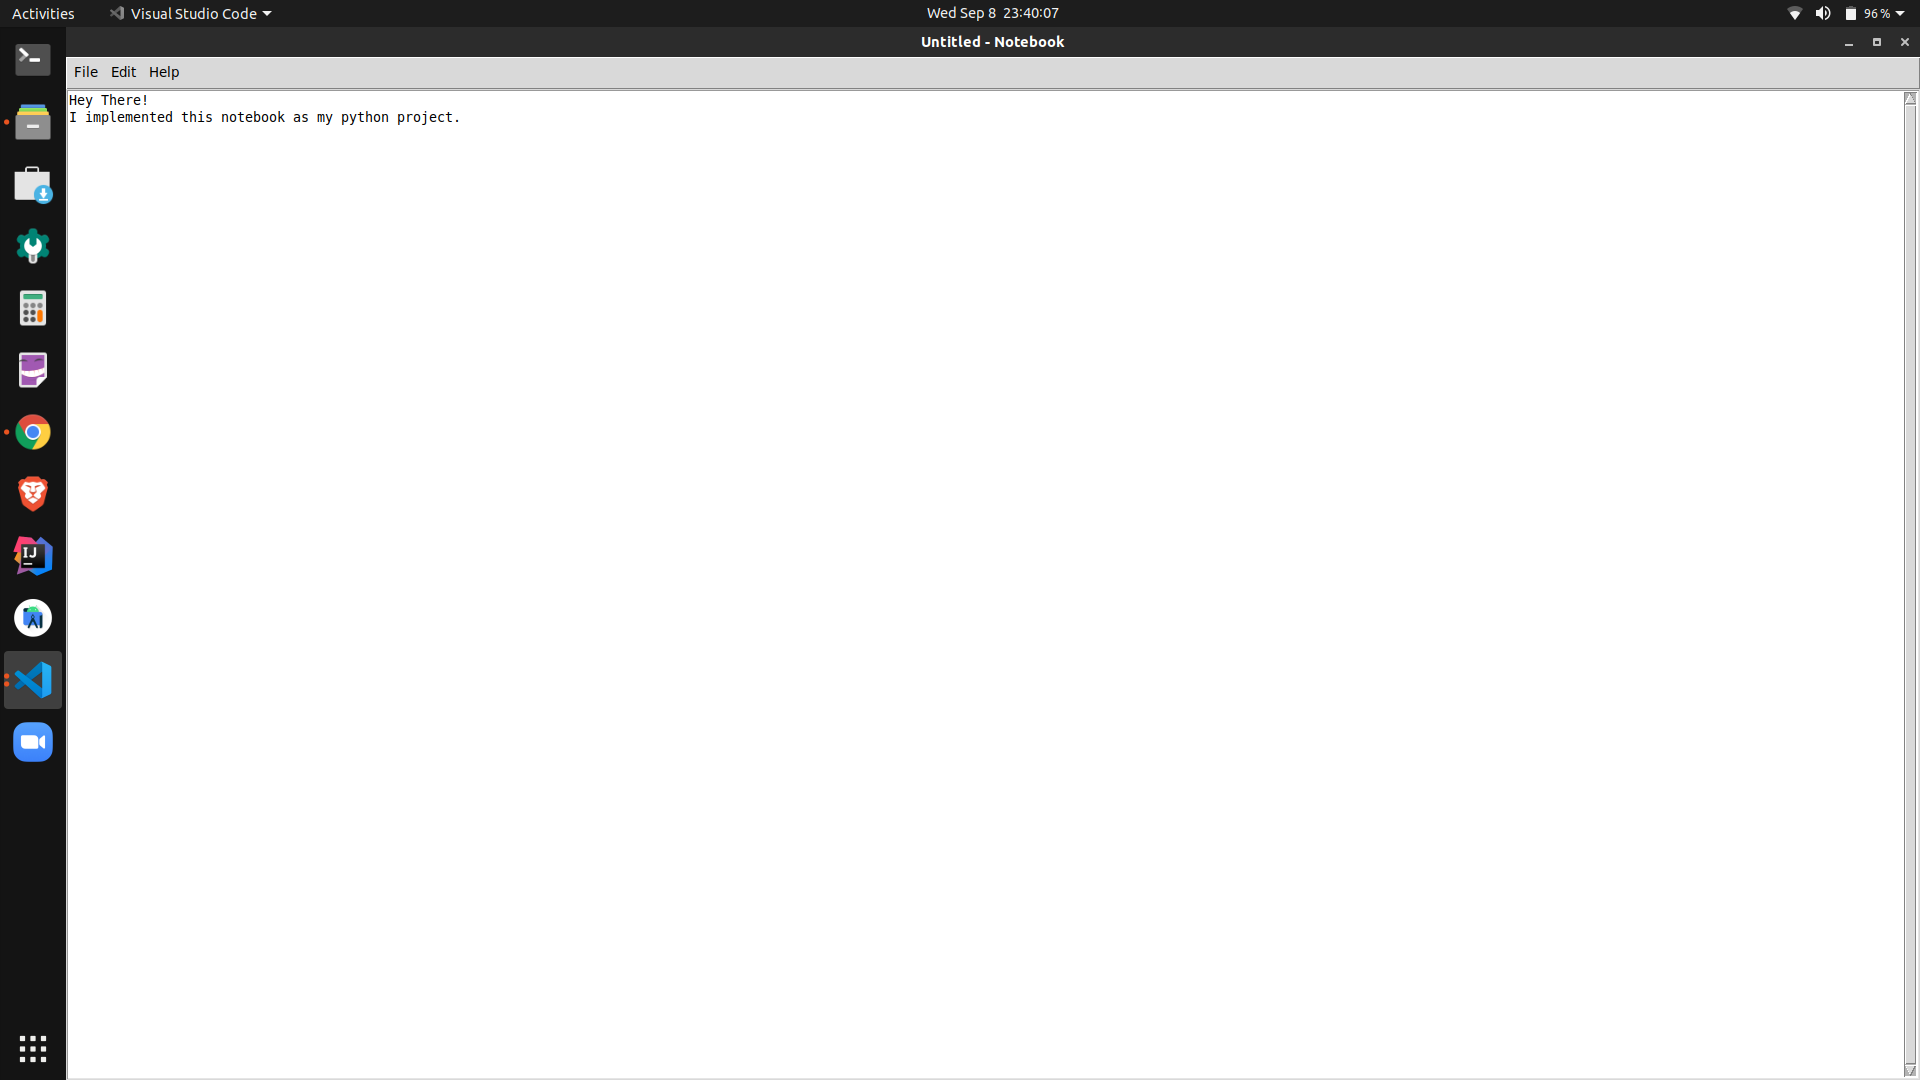 Activities
Visual Studio Code
Wed Sep 8 23:40:07
96 %
Untitled - Notebook
File Edit Help
Hey There!
I implemented this notebook as my python project.
IJ